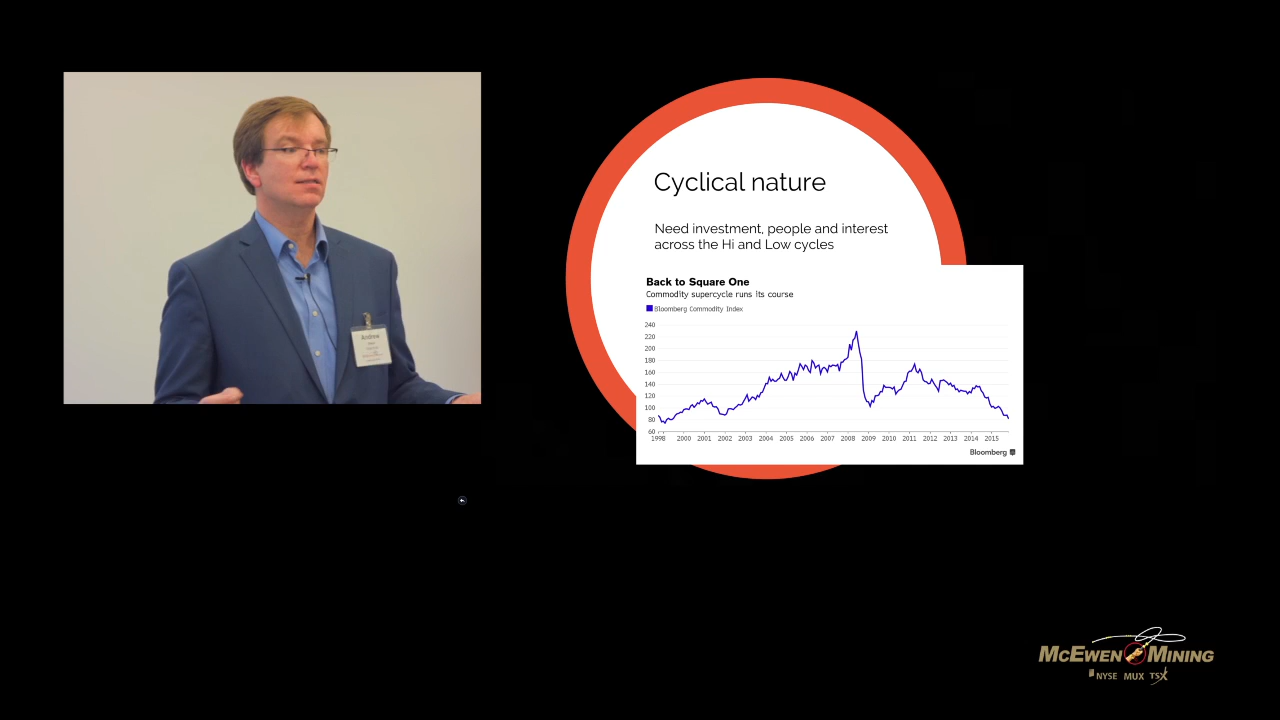 Andrew
Cyclical nature
Need investment, people and interest
across the Hi and Low cycles
Back to Square One
Commodity supercycle runs its course
Bloomberg Commodity Index
240
220
200
180
160
140
120
100
80
60
1998 2000 2001 2002 2003 2004 2005 2006 2007 2008 2009 2010 2011 2012 2013 2014 2015
Bloomberg
MCEWEN MINING
NYSE MUX TSX